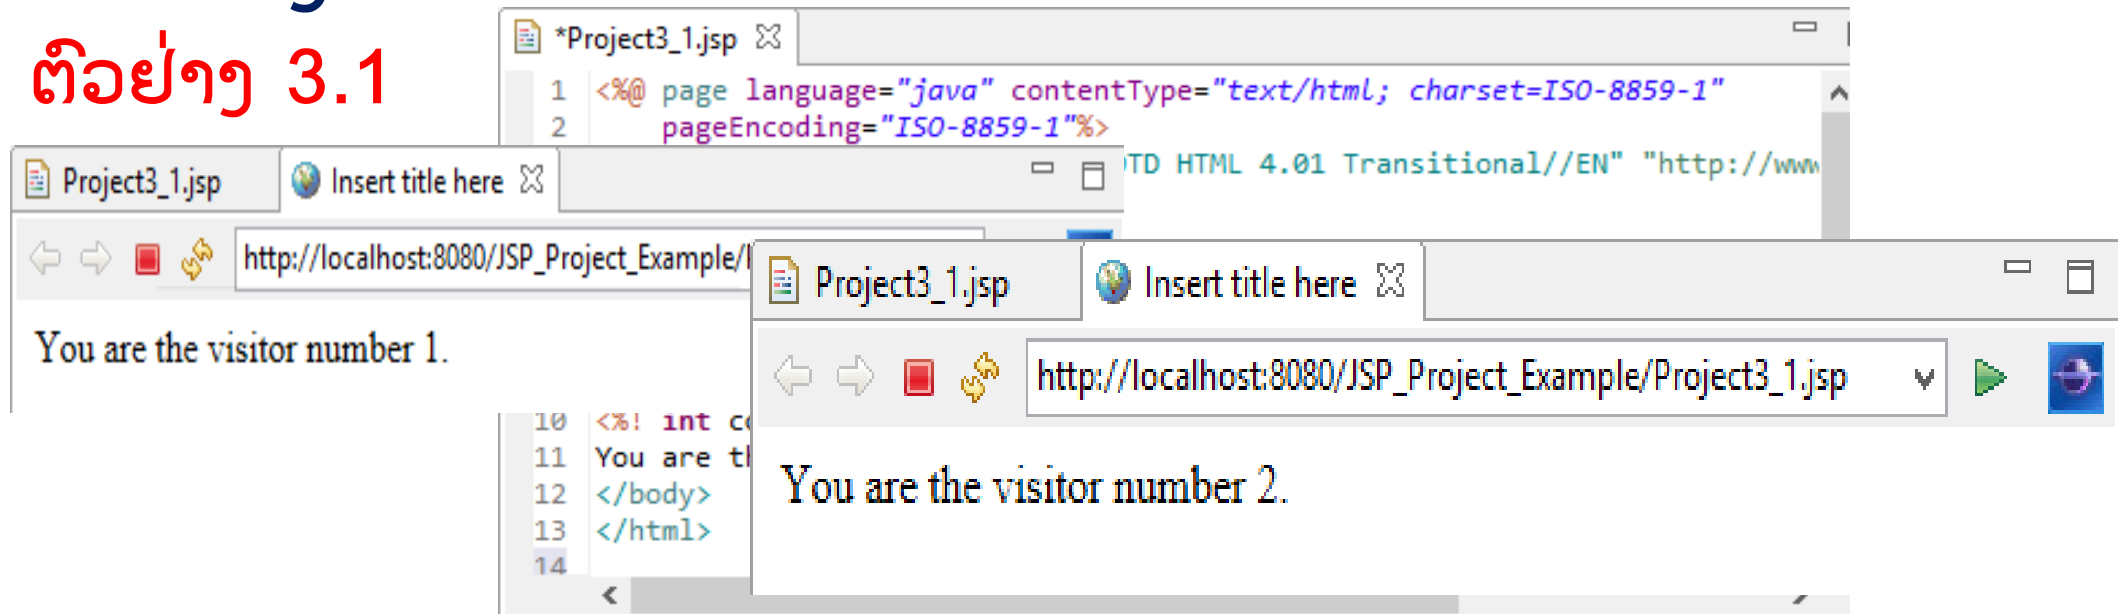 ຕົວຢ່າງ 3.1
*Project3_1.jsp
1 <%@ page language="java" contentType="text/html; charset=ISO-8859-1"
2 pageEncoding="ISO-8859-1"%>
TD HTML 4.01 Transitional//EN" "http://www
Project3_1.jsp Insert title here
http://localhost:8080/JSP_Project_Example/
You are the visitor number 1.
Project3_1.jsp Insert title here
http://localhost:8080/JSP_Project_Example/Project3_1.jsp
You are the visitor number 2.
10 <%! int
11 You are
12 </body>
13 </html>
14